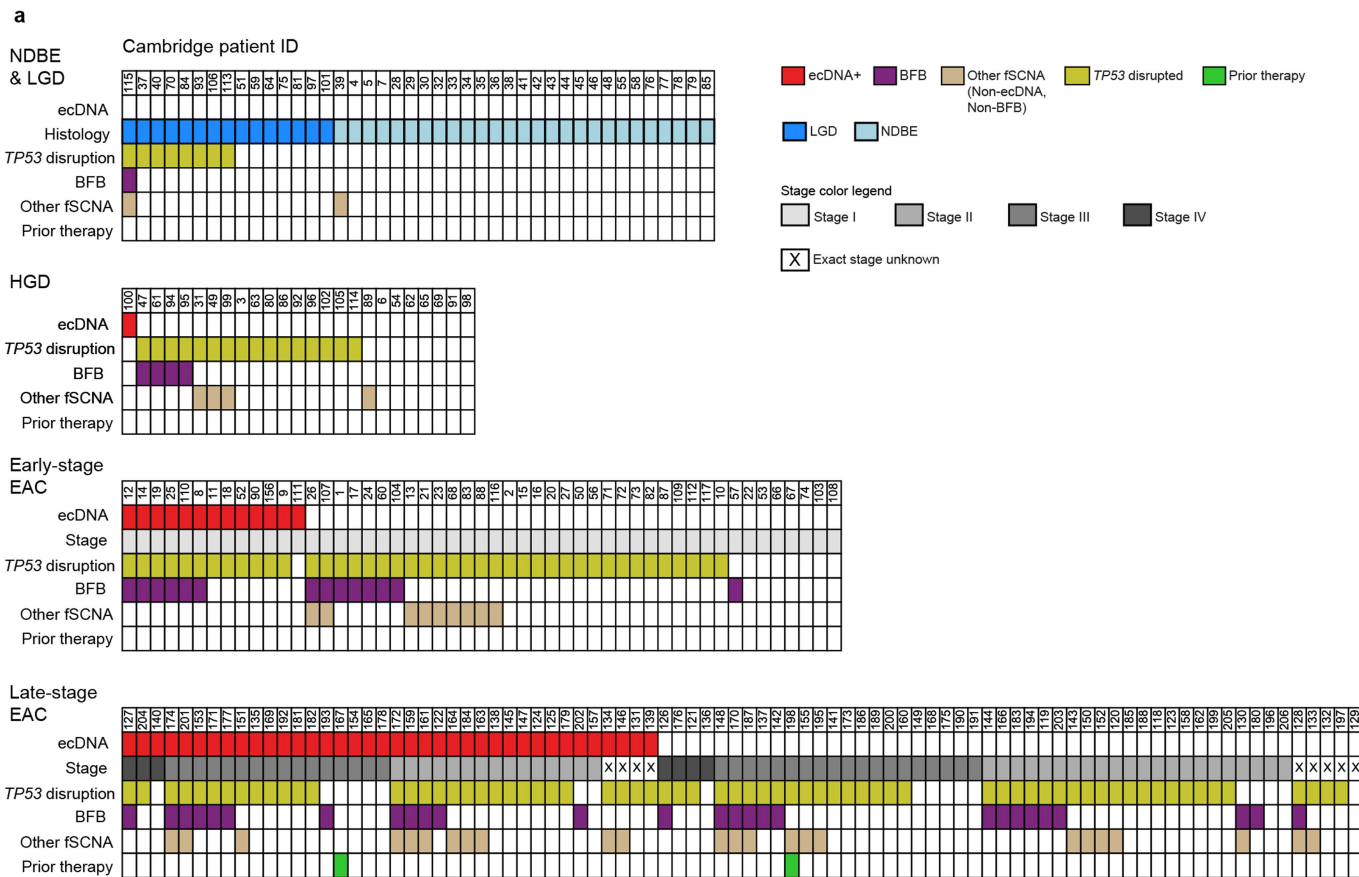 a
Cambridge patient ID
NDBE
& LGD
115 37 40 70 84 93 106 113 51 59 64 75 81 97 101 39 4 5 7 28 29 30 32 33 34 35 36 38 41 42 43 44 45 46 48 55 58 76 77 78 79 85
ecDNA
Histology
TP53 disruption
BFB
Other fSCNA
Prior therapy
ecDNA+
BFB
Other fSCNA
(Non-ecDNA,
Non-BFB)
TP53 disrupted
Prior therapy
LGD
NDBE
Stage color legend
Stage I
Stage II
Stage III
Stage IV
X Exact stage unknown
HGD
100 47 61 94 95 31 49 99 3 63 80 86 92 96 102 105 114 89 6 54 62 65 69 91 98
ecDNA
TP53 disruption
BFB
Other fSCNA
Prior therapy
Early-stage
EAC
12 14 19 25 110 8 11 18 52 90 156 9 111 26 107 1 17 24 60 104 13 21 23 68 83 88 116 2 15 16 20 27 50 56 71 72 73 82 87 109 112 117 10 57 22 53 66 67 74 103 108
ecDNA
Stage
TP53 disruption
BFB
Other fSCNA
Prior therapy
Late-stage
EAC
127 204 140 174 201 153 171 177 151 135 169 192 181 182 193 167 154 165 178 172 159 161 122 164 184 163 138 145 147 124 125 179 202 157 134 146 131 139 126 176 121 136 148 170 187 137 142 198 155 195 141 173 186 189 200 160 149 168 175 190 191 144 166 183 194 119 203 143 150 152 120 185 188 118 123 158 162 199 205 130 180 196 206 128 133 132 197 129
ecDNA
Stage
X X X X X X X X X
TP53 disruption
BFB
Other fSCNA
Prior therapy